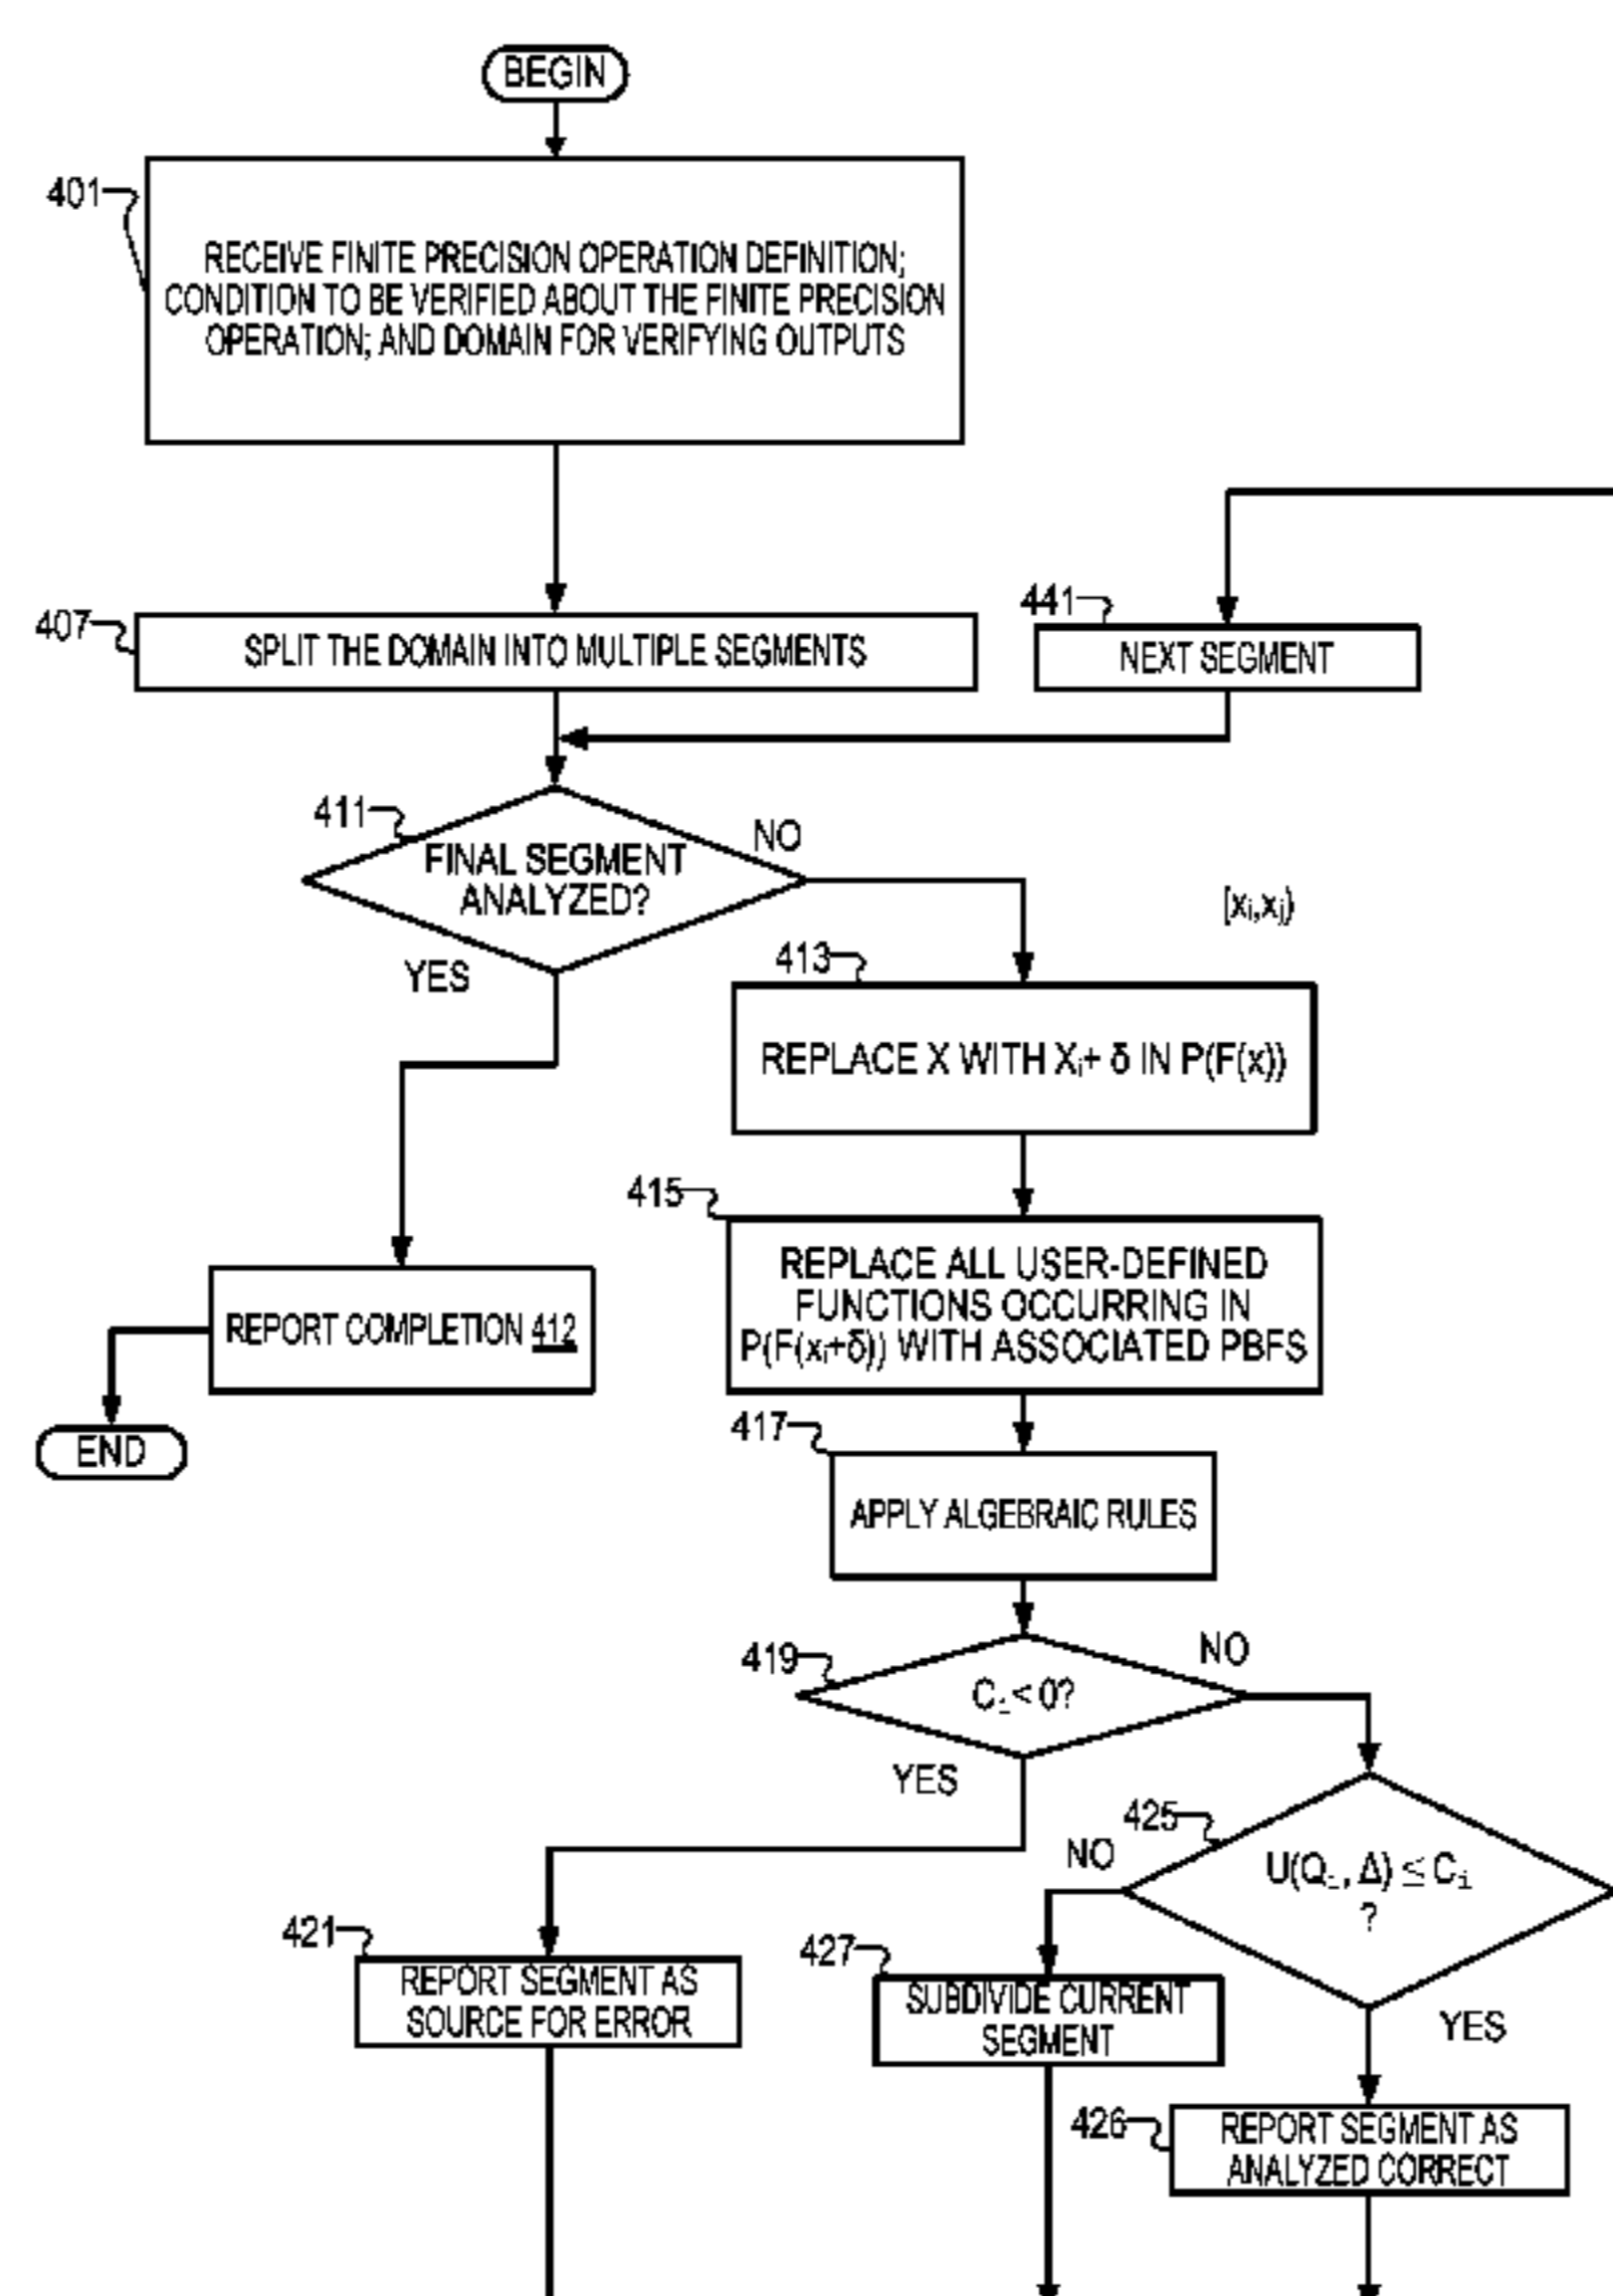 BEGIN
401
RECEIVE FINITE PRECISION OPERATION DEFINITION;
CONDITION TO BE VERIFIED ABOUT THE FINITE PRECISION
OPERATION; AND DOMAIN FOR VERIFYING OUTPUTS
407
SPLIT THE DOMAIN INTO MULTIPLE SEGMENTS
441
NEXT SEGMENT
411
FINAL SEGMENT
ANALYZED?
NO
YES
[xᵢ,xⱼ)
413
REPLACE X WITH Xᵢ+ δ IN P(F(x))
415
REPLACE ALL USER-DEFINED
FUNCTIONS OCCURRING IN
P(F(xᵢ+δ)) WITH ASSOCIATED PBFS
REPORT COMPLETION 412
END
417
APPLY ALGEBRAIC RULES
419
Cᵢ < 0?
NO
YES
425
U(Qᵢ, Δ) ≤ Cᵢ
?
NO
YES
421
REPORT SEGMENT AS
SOURCE FOR ERROR
427
SUBDIVIDE CURRENT
SEGMENT
426
REPORT SEGMENT AS
ANALYZED CORRECT